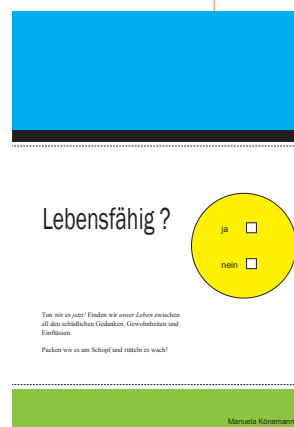 Lebensfähig ?
ja
nein
Tun wir es jetzt! Finden wir unser Leben zwischen
all den schädlichen Gedanken, Gewohnheiten und
Einflüssen.
Packen wir es am Schopf und rütteln es wach!
Manuela Könemann